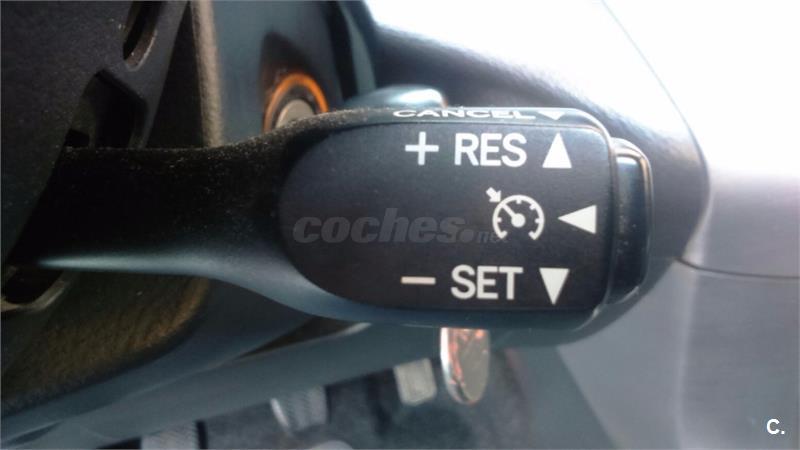 CANCEL ▼
+ RES ▲
◀
coches.net
− SET ▼
C.